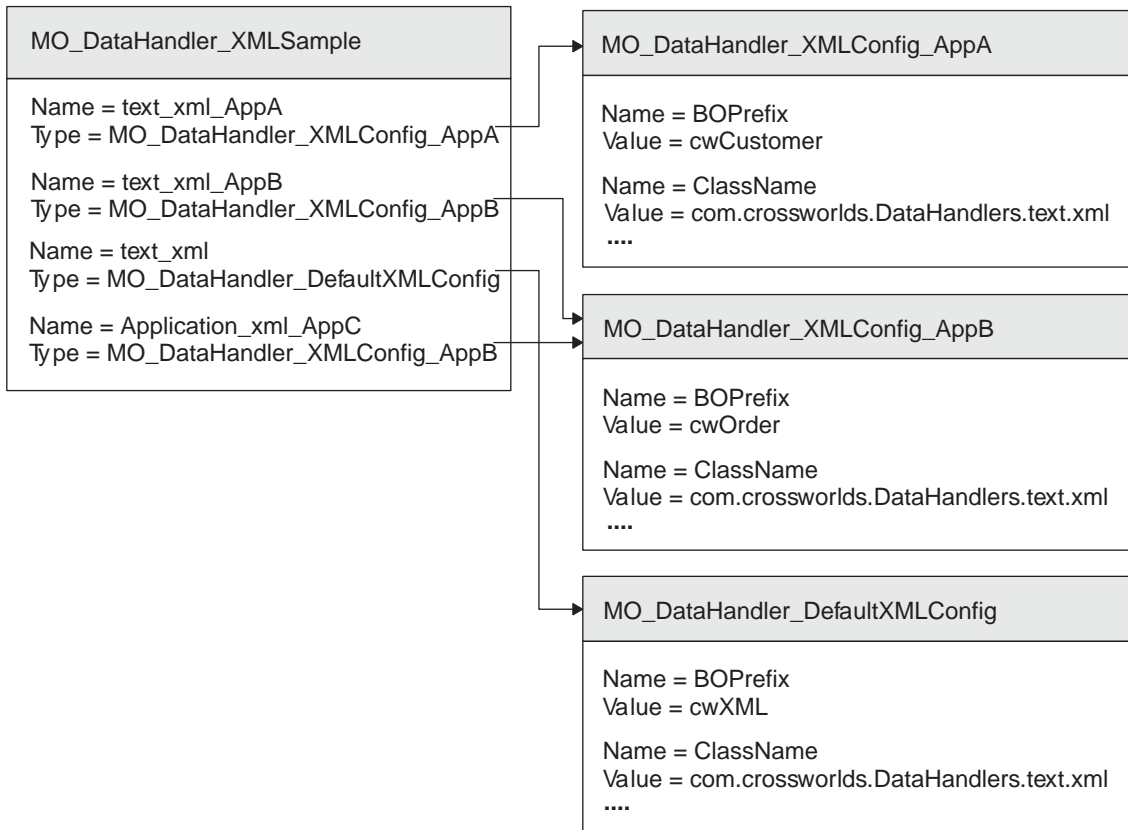 MO_DataHandler_XMLSample
Name = text_xml_AppA
Type = MO_DataHandler_XMLConfig_AppA
Name = text_xml_AppB
Type = MO_DataHandler_XMLConfig_AppB
Name = text_xml
Type = MO_DataHandler_DefaultXMLConfig
Name = Application_xml_AppC
Type = MO_DataHandler_XMLConfig_AppB
MO_DataHandler_XMLConfig_AppA
Name = BOPrefix
Value = cwCustomer
Name = ClassName
Value = com.crossworlds.DataHandlers.text.xml
....
MO_DataHandler_XMLConfig_AppB
Name = BOPrefix
Value = cwOrder
Name = ClassName
Value = com.crossworlds.DataHandlers.text.xml
....
MO_DataHandler_DefaultXMLConfig
Name = BOPrefix
Value = cwXML
Name = ClassName
Value = com.crossworlds.DataHandlers.text.xml
....